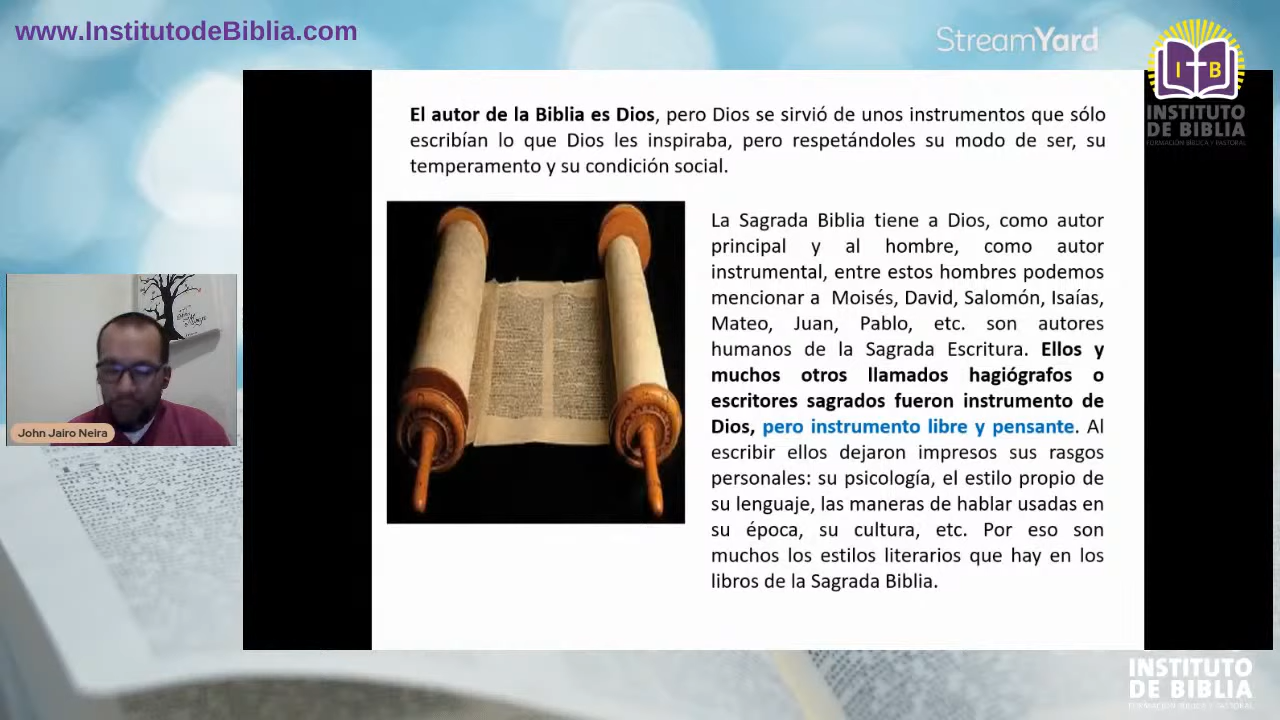 www.InstitutodeBiblia.com
StreamYard
I B
INSTITUTO
DE BIBLIA
FORMACIÓN BÍBLICA Y PASTORAL
El autor de la Biblia es Dios, pero Dios se sirvió de unos instrumentos que sólo
escribían lo que Dios les inspiraba, pero respetándoles su modo de ser, su
temperamento y su condición social.
La Sagrada Biblia tiene a Dios, como autor
principal y al hombre, como autor
instrumental, entre estos hombres podemos
mencionar a Moisés, David, Salomón, Isaías,
Mateo, Juan, Pablo, etc. son autores
humanos de la Sagrada Escritura. Ellos y
muchos otros llamados hagiógrafos o
escritores sagrados fueron instrumento de
Dios, pero instrumento libre y pensante. Al
escribir ellos dejaron impresos sus rasgos
personales: su psicología, el estilo propio de
su lenguaje, las maneras de hablar usadas en
su época, su cultura, etc. Por eso son
muchos los estilos literarios que hay en los
libros de la Sagrada Biblia.
John Jairo Neira
INSTITUTO
DE BIBLIA
FORMACIÓN BÍBLICA Y PASTORAL